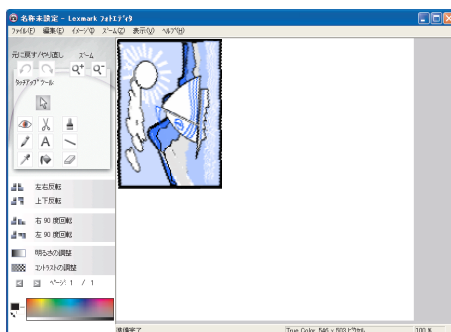 名称未設定 - Lexmark フォトエディタ
ファイル(F) 編集(E) イメージ(I) ズーム(Z) 表示(V) ヘルプ(H)
元に戻す/やり直し ズーム
タッチアップ ツール:
A
左右反転
上下反転
右 90 度回転
左 90 度回転
明るさの調整
コントラストの調整
ページ: 1 / 1
準備完了 True Color, 546 x 503 ピクセル 100 %